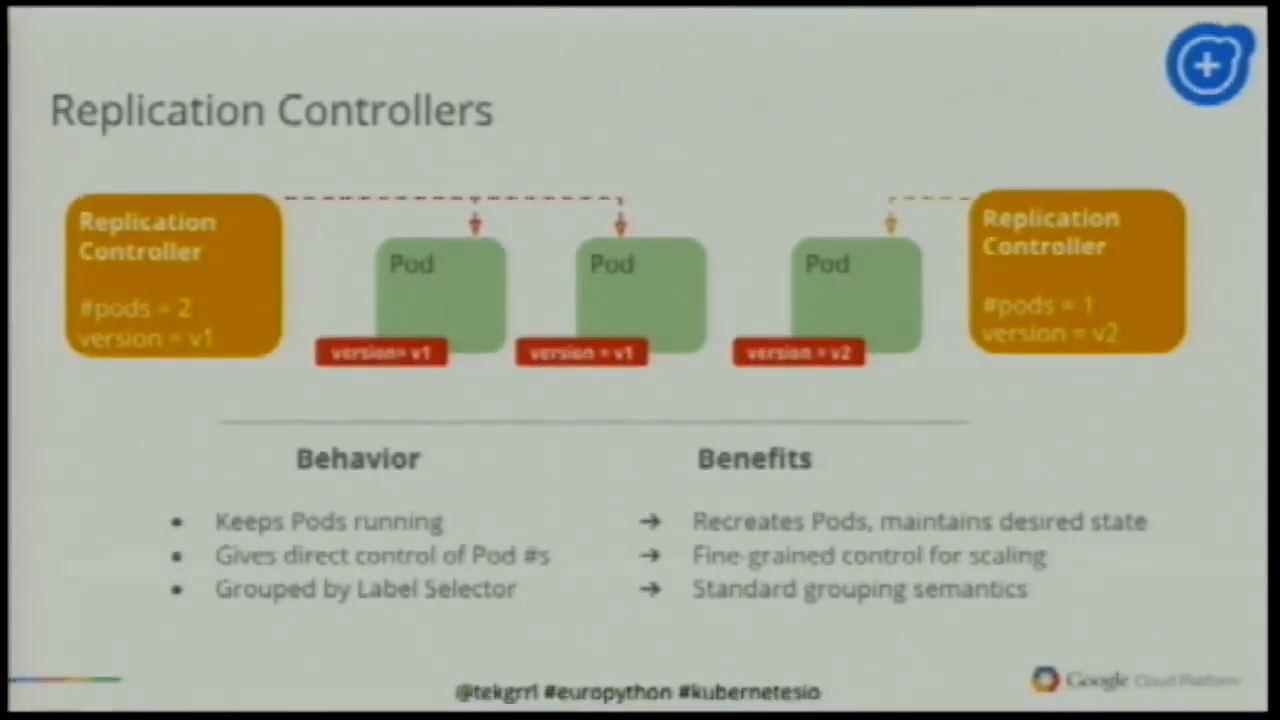 Replication Controllers
Replication
Controller
#pods = 2
version = v1
Pod
version= v1
Pod
version = v1
Pod
version = v2
Replication
Controller
#pods = 1
version = v2
Behavior
Benefits
• Keeps Pods running
➔ Recreates Pods, maintains desired state
• Gives direct control of Pod #s
➔ Fine-grained control for scaling
• Grouped by Label Selector
➔ Standard grouping semantics
@tekgrrl #europython #kubernetesio
Google Cloud Platform